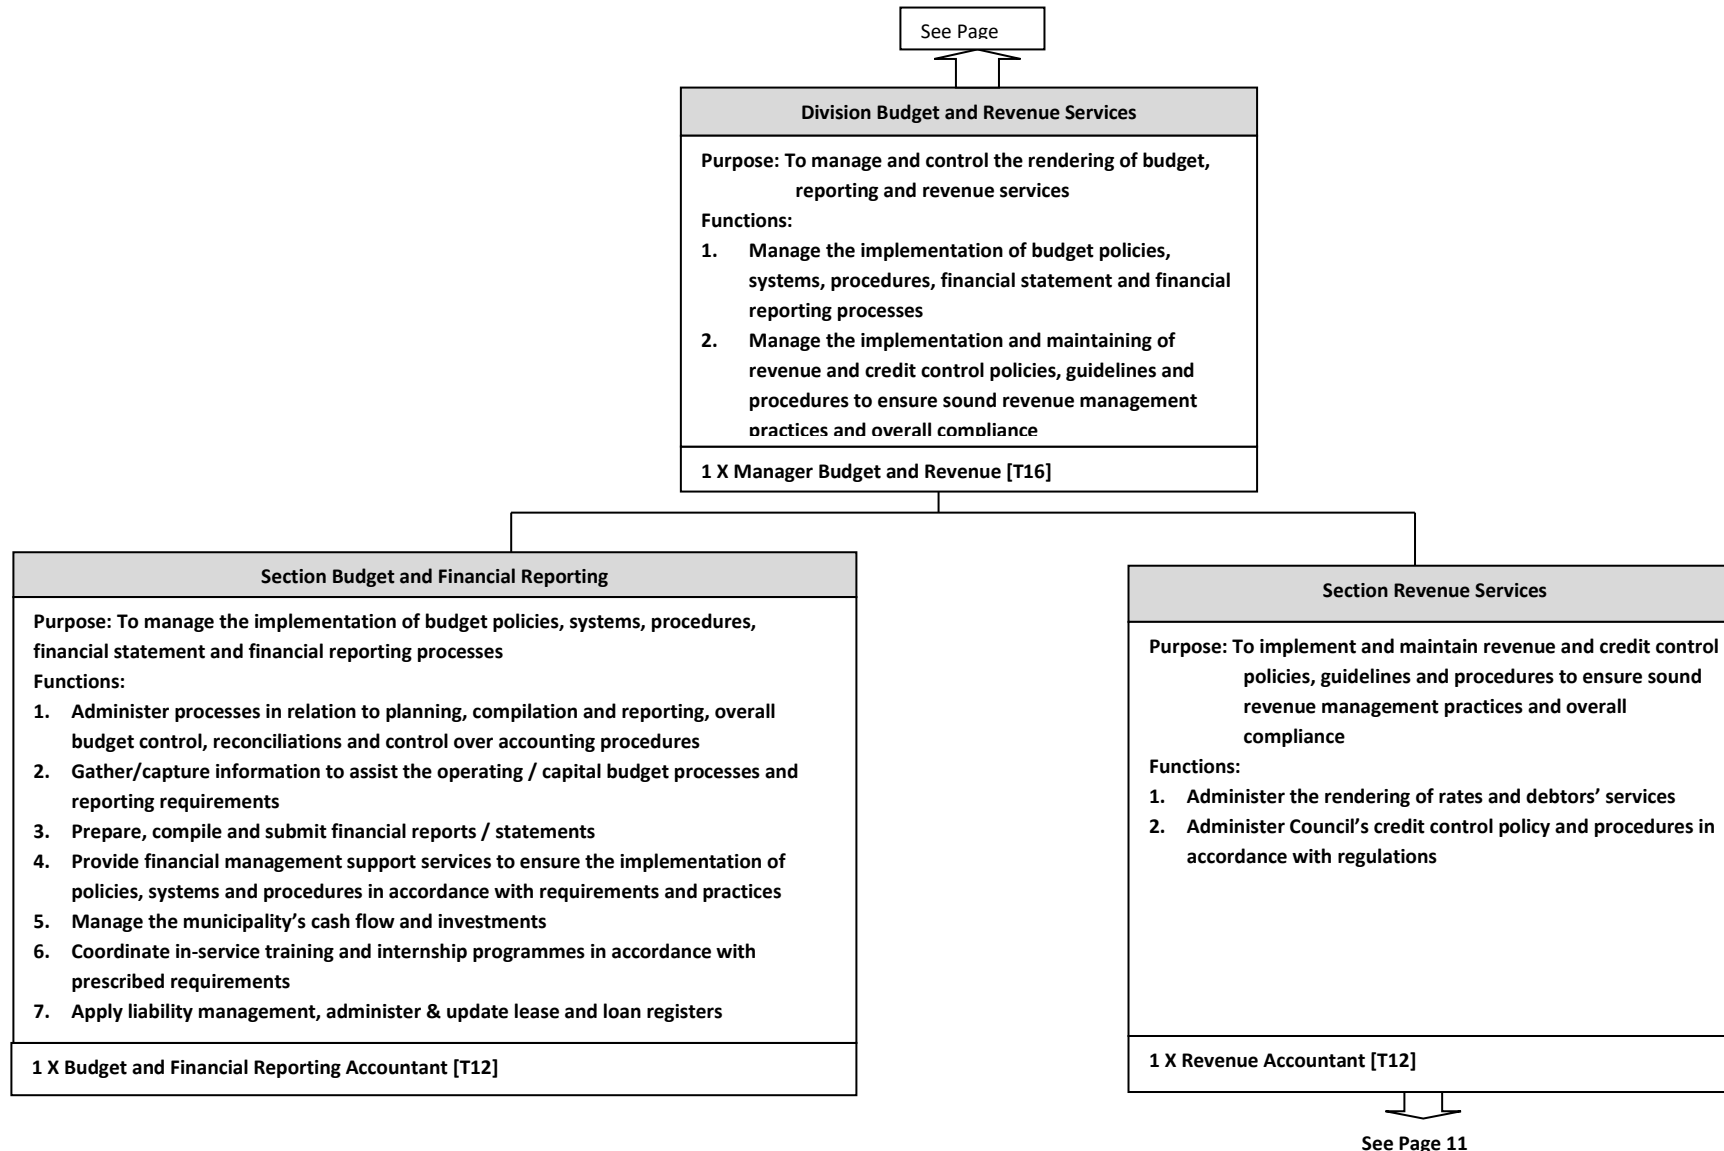 See Page
Division Budget and Revenue Services
Purpose: To manage and control the rendering of budget,
reporting and revenue services
Functions:
1. Manage the implementation of budget policies,
systems, procedures, financial statement and financial
reporting processes
2. Manage the implementation and maintaining of
revenue and credit control policies, guidelines and
procedures to ensure sound revenue management
practices and overall compliance
1 X Manager Budget and Revenue [T16]
Section Budget and Financial Reporting
Purpose: To manage the implementation of budget policies, systems, procedures,
financial statement and financial reporting processes
Functions:
1. Administer processes in relation to planning, compilation and reporting, overall
budget control, reconciliations and control over accounting procedures
2. Gather/capture information to assist the operating / capital budget processes and
reporting requirements
3. Prepare, compile and submit financial reports / statements
4. Provide financial management support services to ensure the implementation of
policies, systems and procedures in accordance with requirements and practices
5. Manage the municipality’s cash flow and investments
6. Coordinate in-service training and internship programmes in accordance with
prescribed requirements
7. Apply liability management, administer & update lease and loan registers
1 X Budget and Financial Reporting Accountant [T12]
Section Revenue Services
Purpose: To implement and maintain revenue and credit control
policies, guidelines and procedures to ensure sound
revenue management practices and overall
compliance
Functions:
1. Administer the rendering of rates and debtors’ services
2. Administer Council’s credit control policy and procedures in
accordance with regulations
1 X Revenue Accountant [T12]
See Page 11